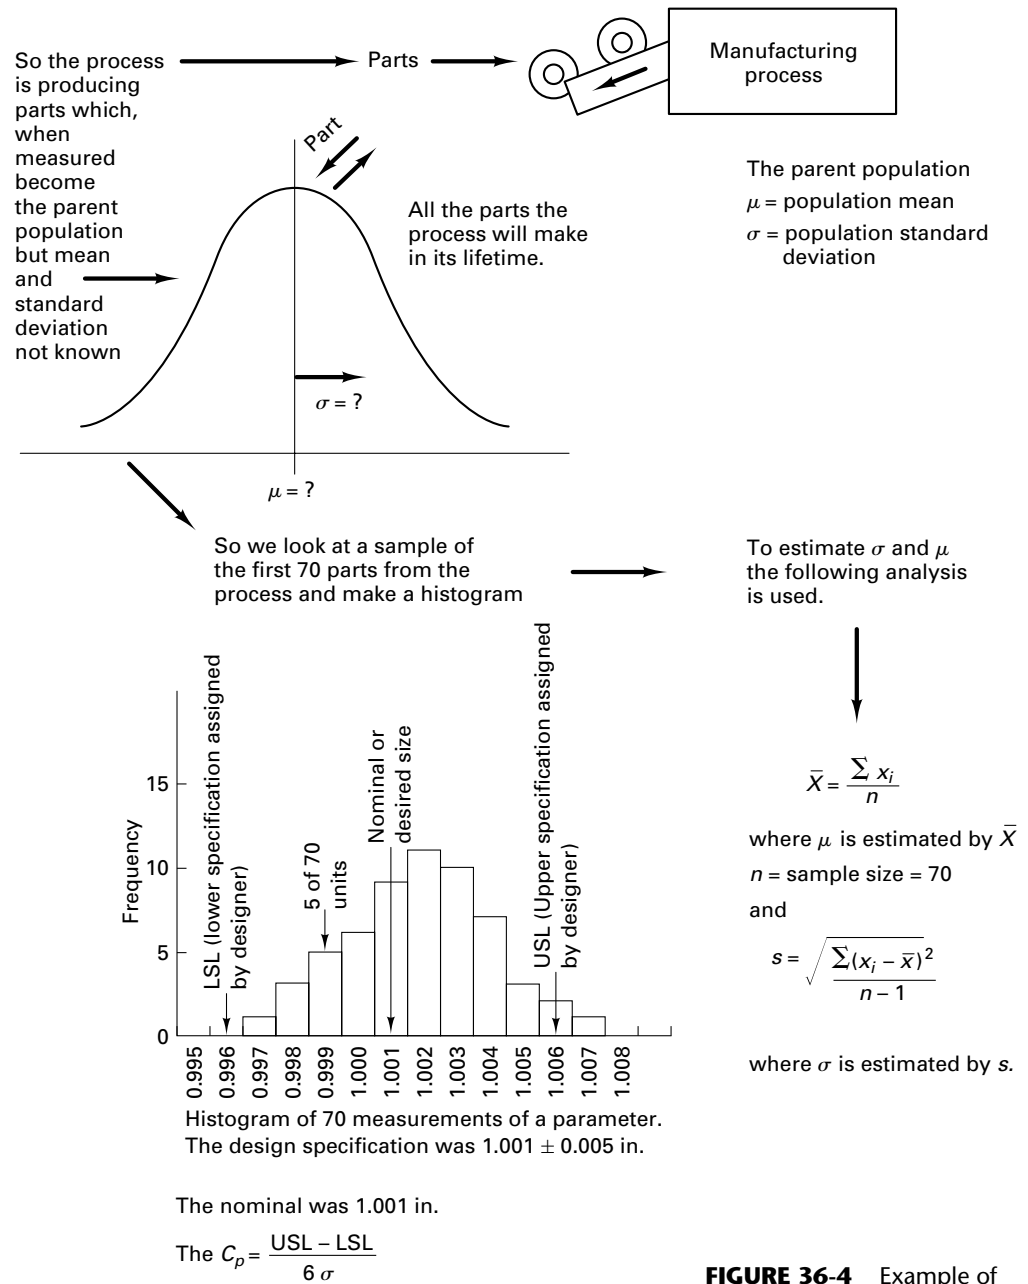 So the process
is producing
parts which,
when
measured
become
the parent
population
but mean
and
standard
deviation
not known
Parts
Manufacturing
process
Part
All the parts the
process will make
in its lifetime.
The parent population
μ = population mean
σ = population standard
deviation
σ = ?
μ = ?
So we look at a sample of
the first 70 parts from the
process and make a histogram
To estimate σ and μ
the following analysis
is used.
Frequency
15
10
5
0
LSL (lower specification assigned
by designer)
5 of 70
units
Nominal or
desired size
USL (Upper specification assigned
by designer)
0.995
0.996
0.997
0.998
0.999
1.000
1.001
1.002
1.003
1.004
1.005
1.006
1.007
1.008
Histogram of 70 measurements of a parameter.
The design specification was 1.001 ± 0.005 in.
The nominal was 1.001 in.
The Cp = USL – LSL / 6 σ
X̄ = ∑ xi / n
where μ is estimated by X̄
n = sample size = 70
and
s = √ ∑(xi – x̄)² / n – 1
where σ is estimated by s.
FIGURE 36-4 Example of